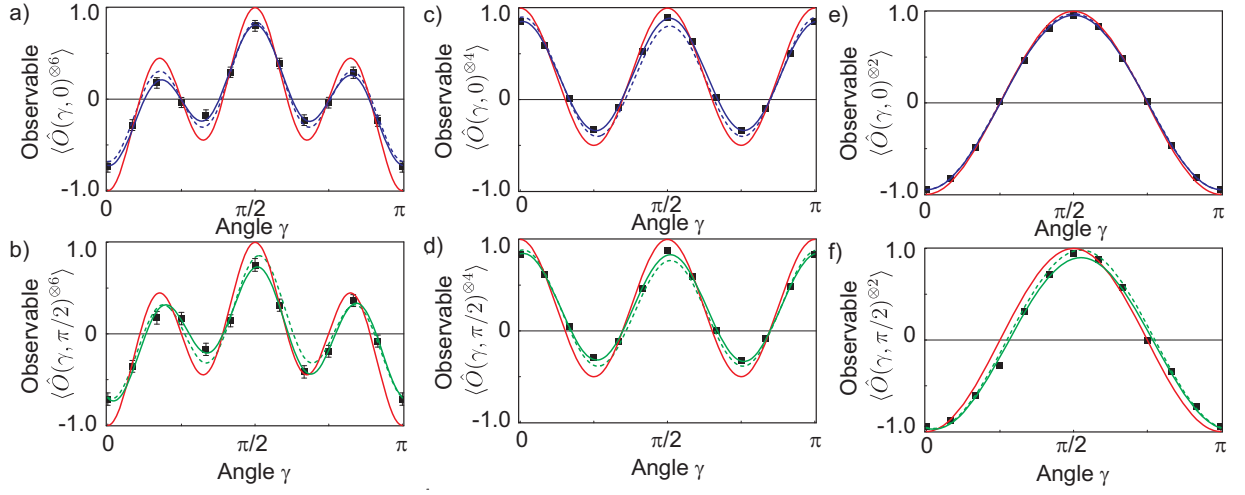 a)
Observable
⟨Ô(γ, 0)^⊗6⟩
1.0
0
-1.0
0
π/2
π
Angle γ
c)
Observable
⟨Ô(γ, 0)^⊗4⟩
1.0
0
-1.0
0
π/2
π
Angle γ
e)
Observable
⟨Ô(γ, 0)^⊗2⟩
1.0
0
-1.0
0
π/2
π
Angle γ
b)
Observable
⟨Ô(γ, π/2)^⊗6⟩
1.0
0
-1.0
0
π/2
π
Angle γ
d)
Observable
⟨Ô(γ, π/2)^⊗4⟩
1.0
0
-1.0
0
π/2
π
Angle γ
f)
Observable
⟨Ô(γ, π/2)^⊗2⟩
1.0
0
-1.0
0
π/2
π
Angle γ